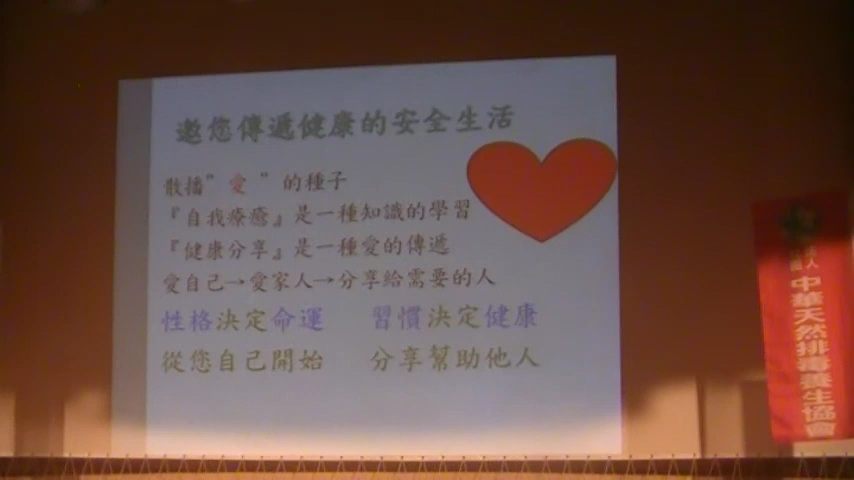 邀您傳遞健康的安全生活
散播”愛“的種子
『自我療癒』是一種知識的學習
『健康分享』是一種愛的傳遞
愛自己→愛家人→分享給需要的人
性格決定命運 習慣決定健康
從您自己開始 分享幫助他人
中華天然排毒養生協會